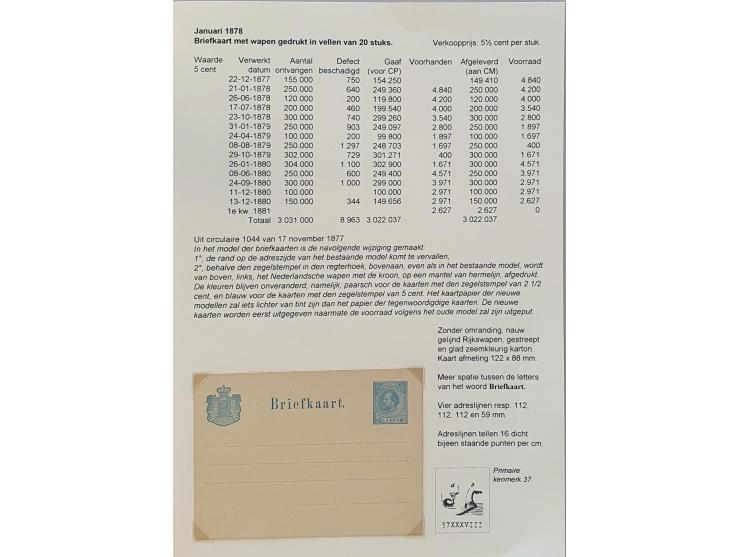 Januari 1878
Briefkaart met wapen gedrukt in vellen van 20 stuks. Verkoopprijs: 5½ cent per stuk.
Waarde Verwerkt Aantal Defect Gaaf Voorhanden Afgeleverd Voorraad
5 cent datum ontvangen beschadigd (voor CP) (aan CM)
22-12-1877 155.000 750 154.250 149.410 4.840
21-01-1878 250.000 640 249.360 4.840 250.000 4.200
26-06-1878 120.000 200 119.800 4.200 120.000 4.000
17-07-1878 200.000 460 199.540 4.000 200.000 3.540
23-10-1878 300.000 740 299.260 3.540 300.000 2.800
31-01-1879 250.000 903 249.097 2.800 250.000 1.897
24-04-1879 100.000 200 99.800 1.897 100.000 1.697
08-08-1879 250.000 1.297 248.703 1.697 250.000 400
29-10-1879 302.000 729 301.271 400 300.000 1.671
26-01-1880 304.000 1.100 302.900 1.671 300.000 4.571
08-06-1880 250.000 600 249.400 4.571 250.000 3.971
24-09-1880 300.000 1.000 299.000 3.971 300.000 2.971
11-12-1880 100.000 100.000 2.971 100.000 2.971
13-12-1880 150.000 344 149.656 2.971 150.000 2.627
1e kw. 1881 2.627 2.627 0
Totaal 3.031.000 8.963 3.022.037 3.022.037
Uit circulaire 1044 van 17 november 1877
In het model der briefkaarten is de navolgende wijziging gemaakt:
1°, de rand op de adreszijde van het bestaande model komt te vervallen;
2°, behalve den zegelstempel in den regterhoek, bovenaan, even als in het bestaande model, wordt
van boven, links, het Nederlandsche wapen met de kroon, op een mantel van hermelijn, afgedrukt.
De kleuren blijven onveranderd, namelijk, paarsch voor de kaarten met den zegelstempel van 2 1/2
cent, en blauw voor de kaarten met den zegelstempel van 5 cent. Het kaartpapier der nieuwe
modellen zal iets lichter van tint zijn dan het papier der tegenwoordgdige kaarten. De nieuwe
kaarten worden eerst uitgegeven naarmate de voorraad volgens het oude model zal zijn uitgeput.
Zonder omranding, nauw
gelijnd Rijkswapen, gestreept
en glad zeemkleurig karton.
Kaart afmeting 122 x 88 mm.
Meer spatie tussen de letters
van het woord Briefkaart.
Vier adreslijnen resp. 112,
112. 112 en 59 mm.
Adreslijnen tellen 16 dicht
bijeen staande punten per cm.
Briefkaart.
5 CENT
Primaire
kenmerk 37.
57XXXVIII